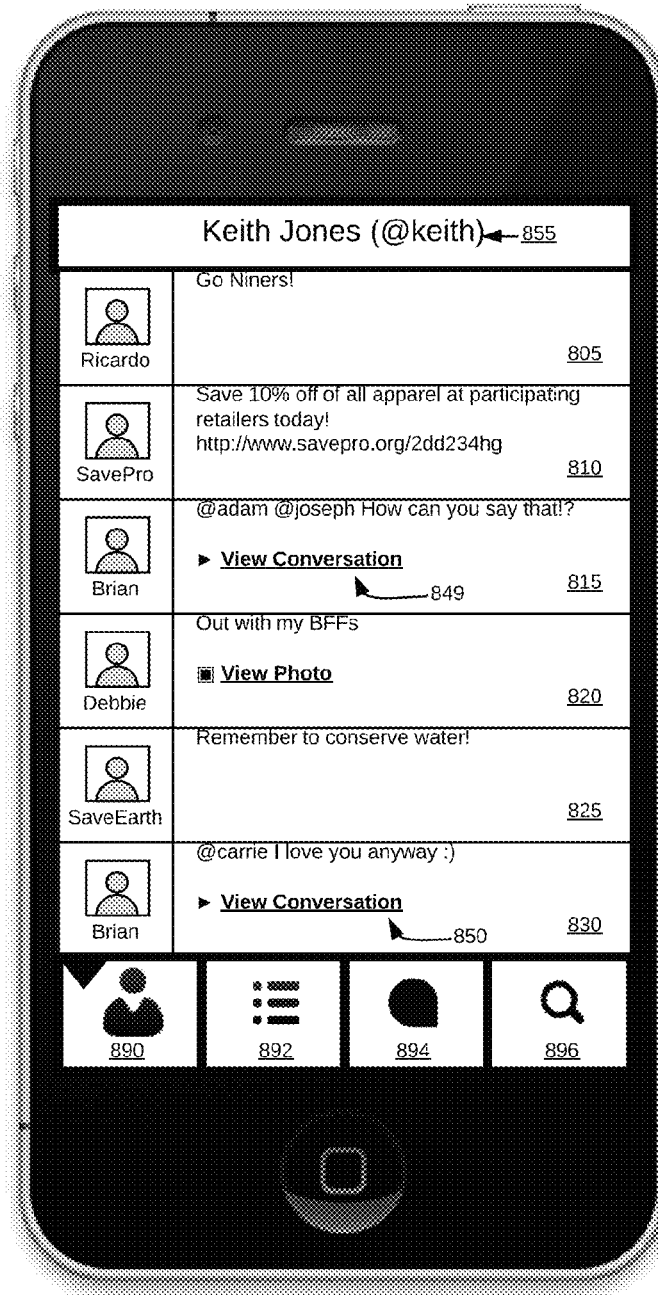 Keith Jones (@keith) 855
Go Niners!
Ricardo
805
Save 10% off of all apparel at participating
retailers today!
http://www.savepro.org/2dd234hg
SavePro
810
@adam @joseph How can you say that!?
View Conversation
849
Brian
815
Out with my BFFs
View Photo
Debbie
820
Remember to conserve water!
SaveEarth
825
@carrie I love you anyway :)
View Conversation
850
Brian
830
890 892 894 896